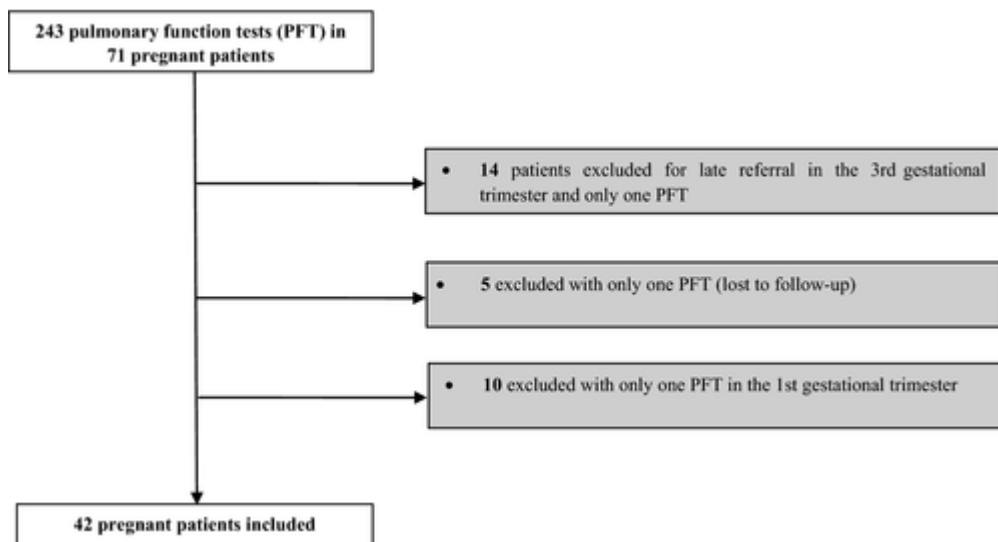 243 pulmonary function tests (PFT) in
71 pregnant patients
• 14 patients excluded for late referral in the 3rd gestational
trimester and only one PFT
• 5 excluded with only one PFT (lost to follow-up)
• 10 excluded with only one PFT in the 1st gestational trimester
42 pregnant patients included